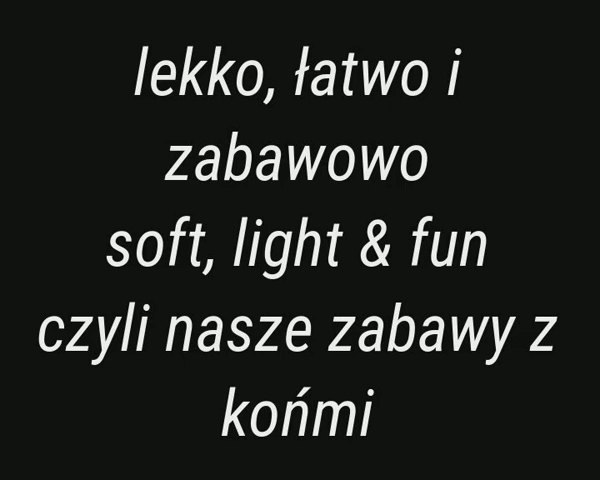 lekko, łatwo i
zabawowo
soft, light & fun
czyli nasze zabawy z
końmi